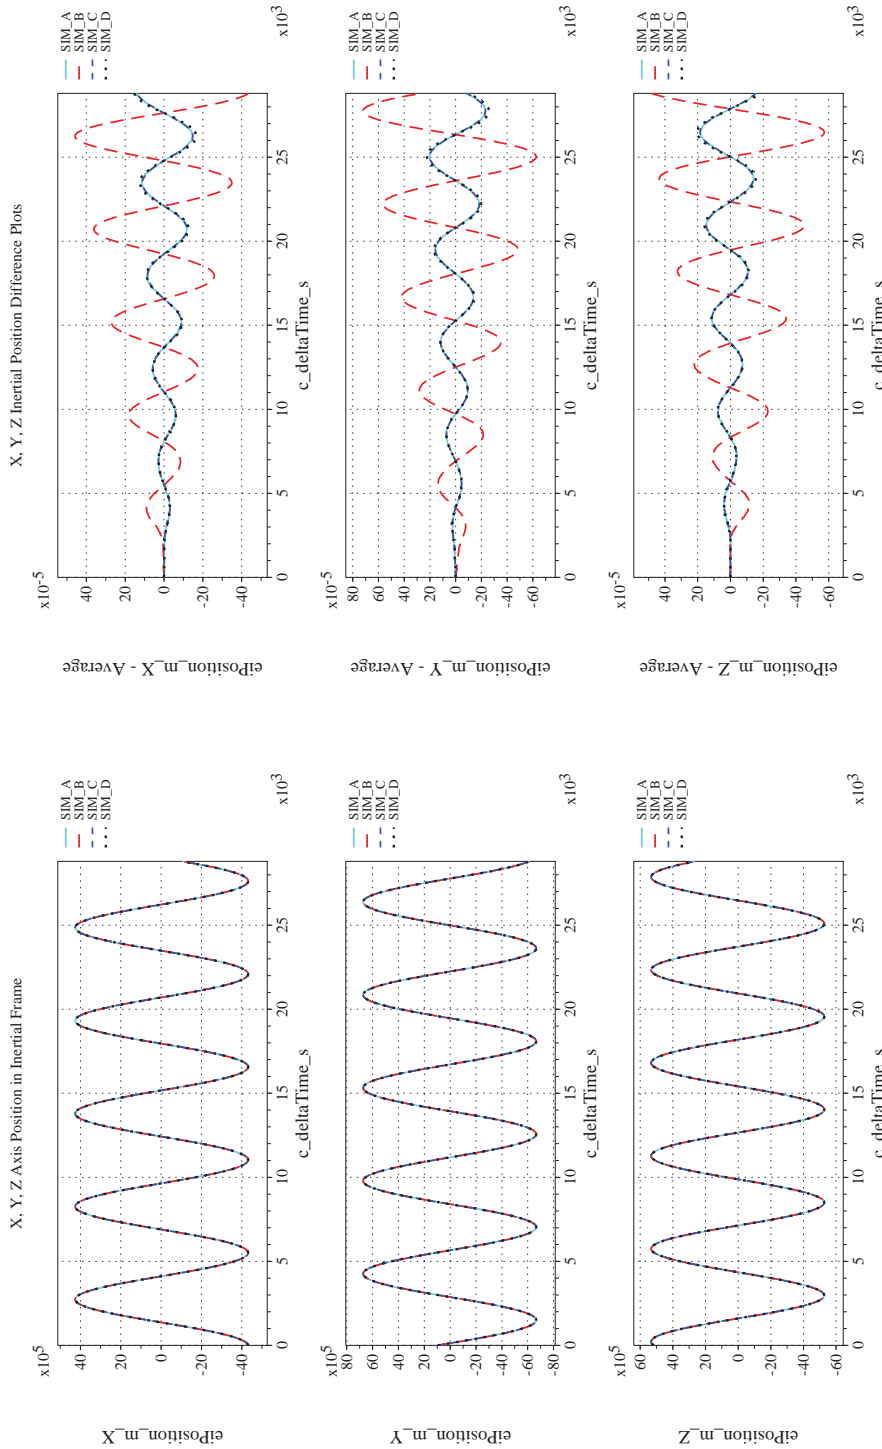 X, Y, Z Axis Position in Inertial Frame
x10^5
40
20
0
-20
-40
eiPosition_m_X
0
5
10
15
20
25
x10^3
c_deltaTime_s
SIM_A
SIM_B
SIM_C
SIM_D
x10^5
80
60
40
20
0
-20
-40
-60
-80
eiPosition_m_Y
0
5
10
15
20
25
x10^3
c_deltaTime_s
SIM_A
SIM_B
SIM_C
SIM_D
x10^5
40
20
0
-20
-40
-60
eiPosition_m_Z
0
5
10
15
20
25
x10^3
c_deltaTime_s
SIM_A
SIM_B
SIM_C
SIM_D
X, Y, Z Inertial Position Difference Plots
x10^-5
40
20
0
-20
-40
eiPosition_m_X - Average
0
5
10
15
20
25
x10^3
c_deltaTime_s
SIM_A
SIM_B
SIM_C
SIM_D
x10^-5
80
60
40
20
0
-20
-40
-60
eiPosition_m_Y - Average
0
5
10
15
20
25
x10^3
c_deltaTime_s
SIM_A
SIM_B
SIM_C
SIM_D
x10^-5
40
20
0
-20
-40
-60
eiPosition_m_Z - Average
0
5
10
15
20
25
x10^3
c_deltaTime_s
SIM_A
SIM_B
SIM_C
SIM_D